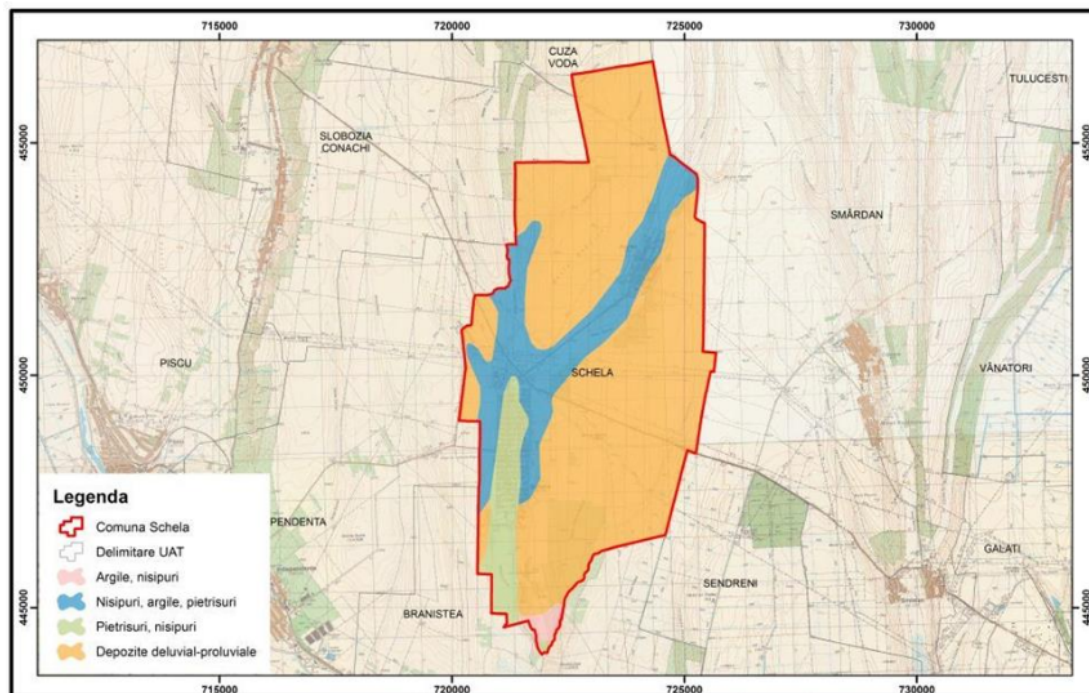 715000 720000 725000 730000
CUZA
VODA
TULUCESTI
SLOBOZIA
CONACHI
455000 455000
SMÂRDAN
PISCU
SCHELA
VÂNATORI
450000 450000
Legenda
Comuna Schela
Delimitare UAT
Argile, nisipuri
Nisipuri, argile, pietrisuri
Pietrisuri, nisipuri
Depozite deluvial-proluviale
PENDENTA
GALATI
SENDRENI
BRANISTEA
445000 445000
715000 720000 725000 730000